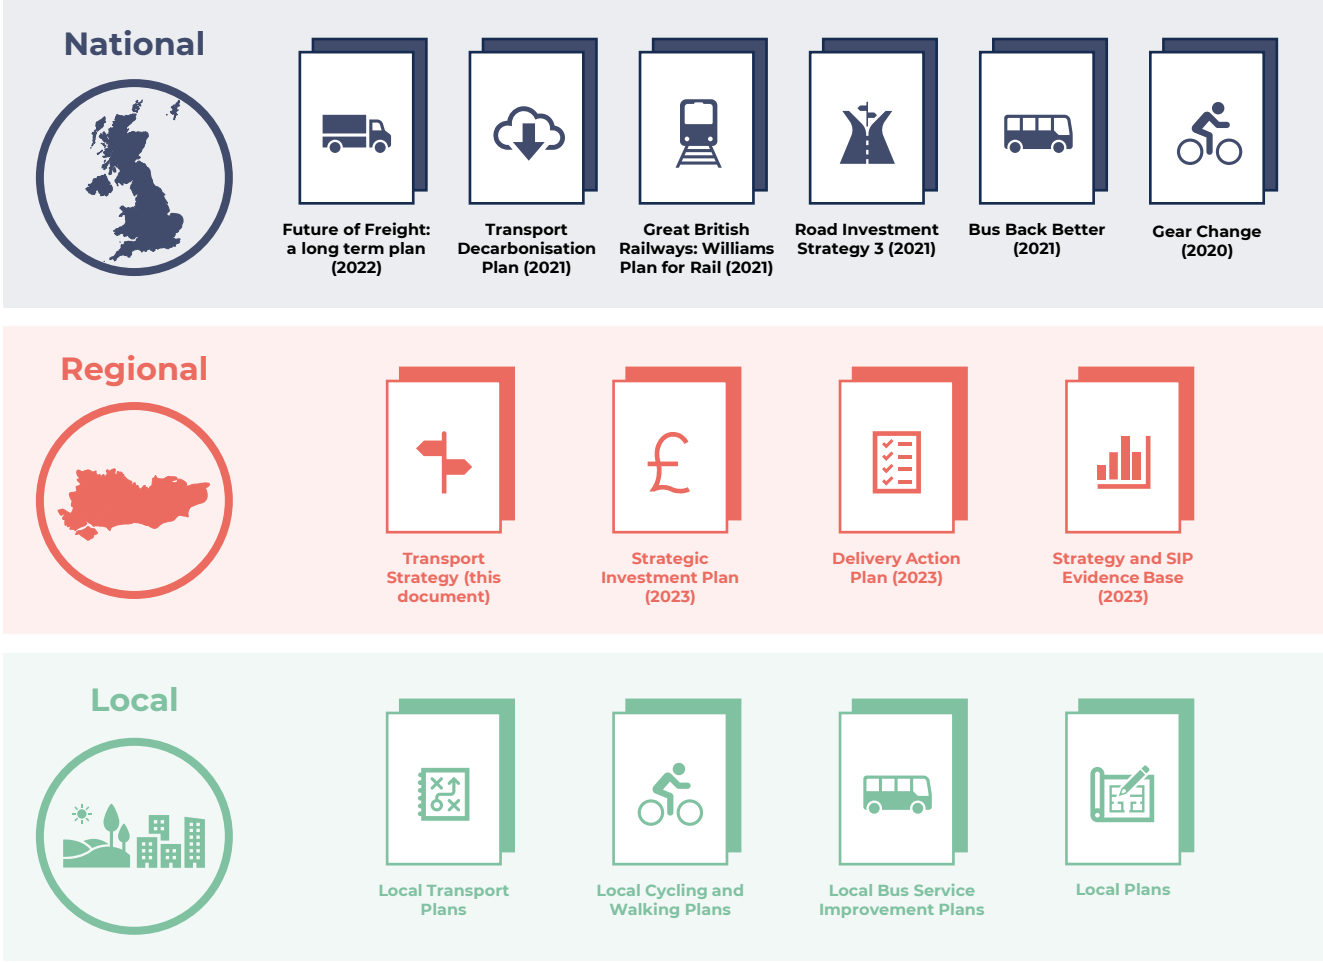 National
Future of Freight:
a long term plan
(2022)
Transport
Decarbonisation
Plan (2021)
Great British
Railways: Williams
Plan for Rail (2021)
Road Investment
Strategy 3 (2021)
Bus Back Better
(2021)
Gear Change
(2020)
Regional
Transport
Strategy (this
document)
Strategic
Investment Plan
(2023)
Delivery Action
Plan (2023)
Strategy and SIP
Evidence Base
(2023)
Local
Local Transport
Plans
Local Cycling and
Walking Plans
Local Bus Service
Improvement Plans
Local Plans